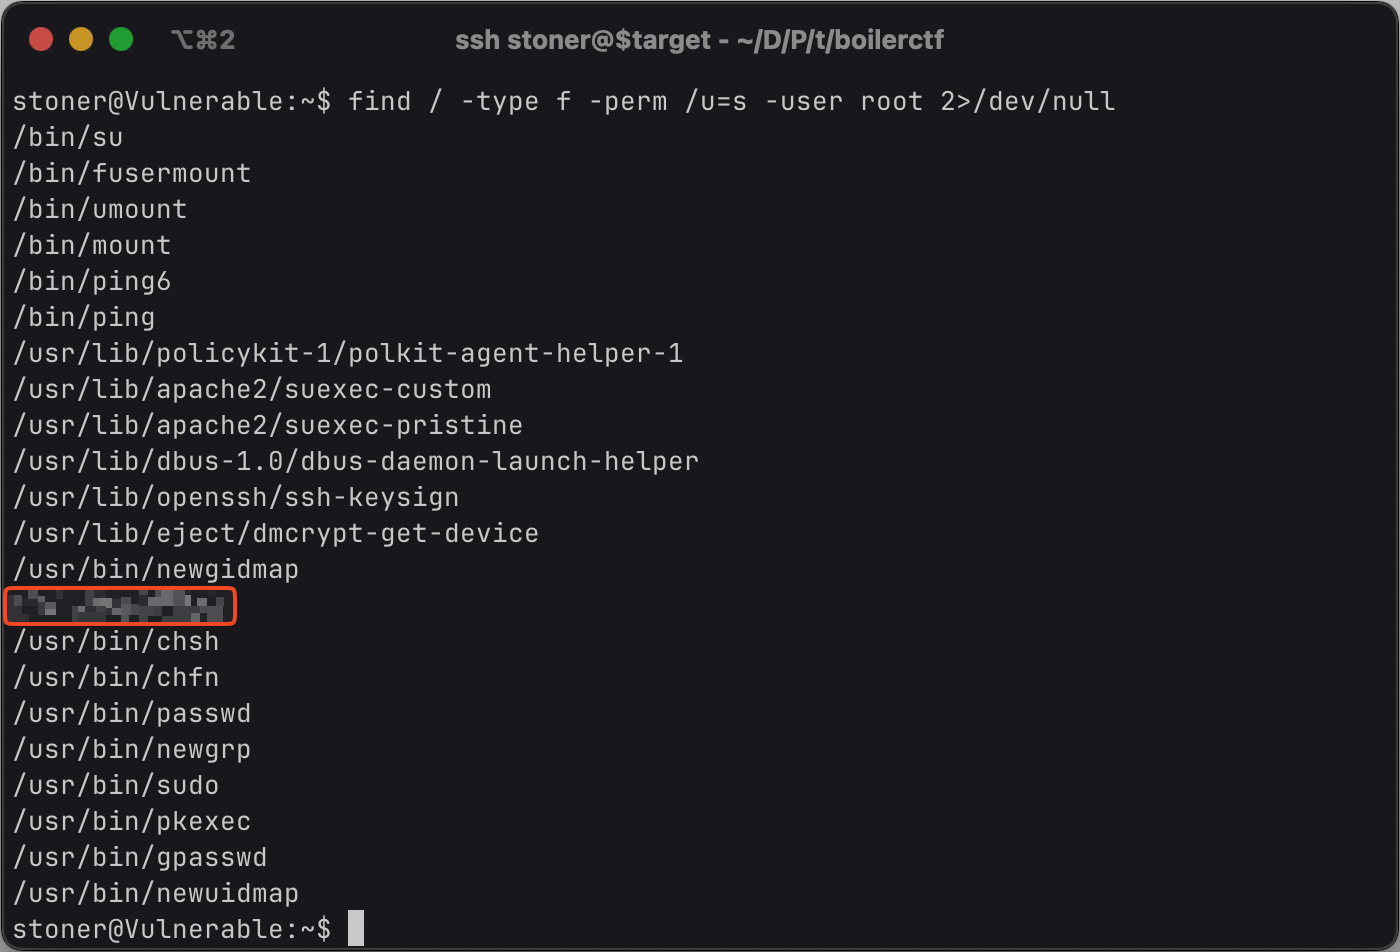 ⌥⌘2
ssh stoner@$target - ~/D/P/t/boilerctf
stoner@Vulnerable:~$ find / -type f -perm /u=s -user root 2>/dev/null
/bin/su
/bin/fusermount
/bin/umount
/bin/mount
/bin/ping6
/bin/ping
/usr/lib/policykit-1/polkit-agent-helper-1
/usr/lib/apache2/suexec-custom
/usr/lib/apache2/suexec-pristine
/usr/lib/dbus-1.0/dbus-daemon-launch-helper
/usr/lib/openssh/ssh-keysign
/usr/lib/eject/dmcrypt-get-device
/usr/bin/newgidmap
/usr/bin/chsh
/usr/bin/chfn
/usr/bin/passwd
/usr/bin/newgrp
/usr/bin/sudo
/usr/bin/pkexec
/usr/bin/gpasswd
/usr/bin/newuidmap
stoner@Vulnerable:~$